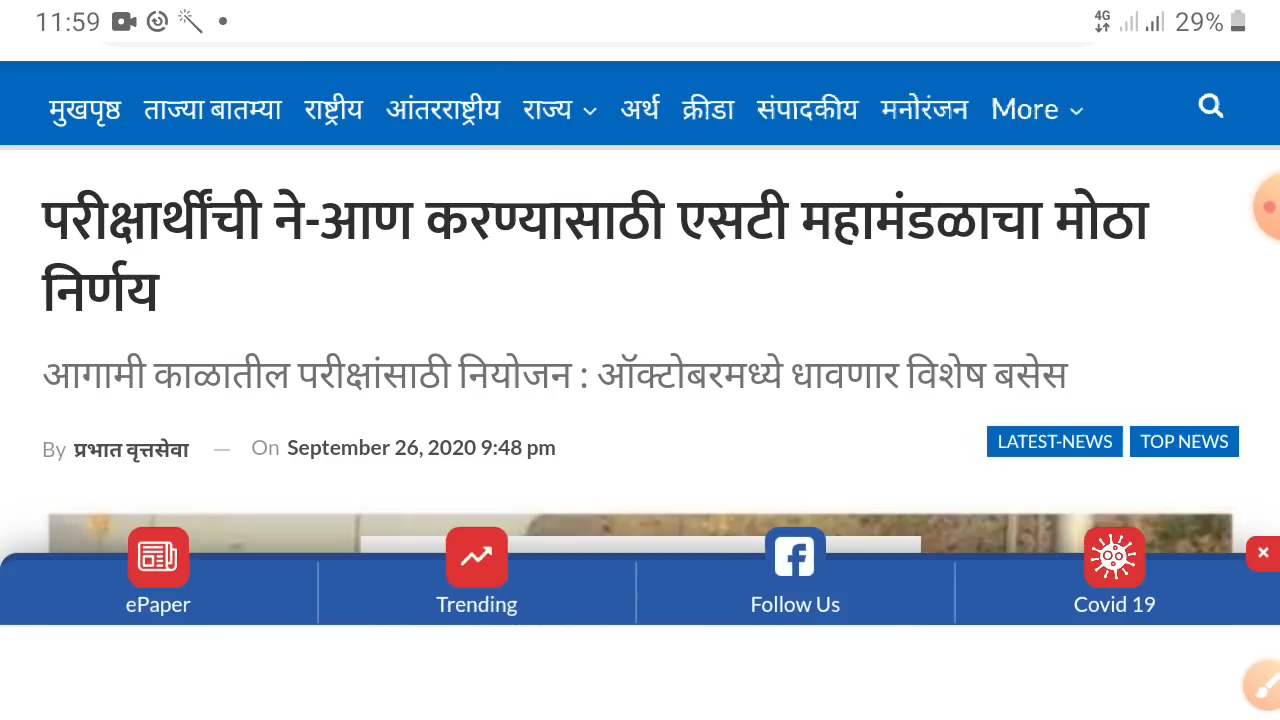 11:59 4G 29%
मुखपृष्ठ ताज्या बातम्या राष्ट्रीय आंतरराष्ट्रीय राज्य अर्थ क्रीडा संपादकीय मनोरंजन More
परीक्षार्थींची ने-आण करण्यासाठी एसटी महामंडळाचा मोठा
निर्णय
आगामी काळातील परीक्षांसाठी नियोजन : ऑक्टोबरमध्ये धावणार विशेष बसेस
By प्रभात वृत्तसेवा — On September 26, 2020 9:48 pm LATEST-NEWS TOP NEWS
ePaper Trending Follow Us Covid 19